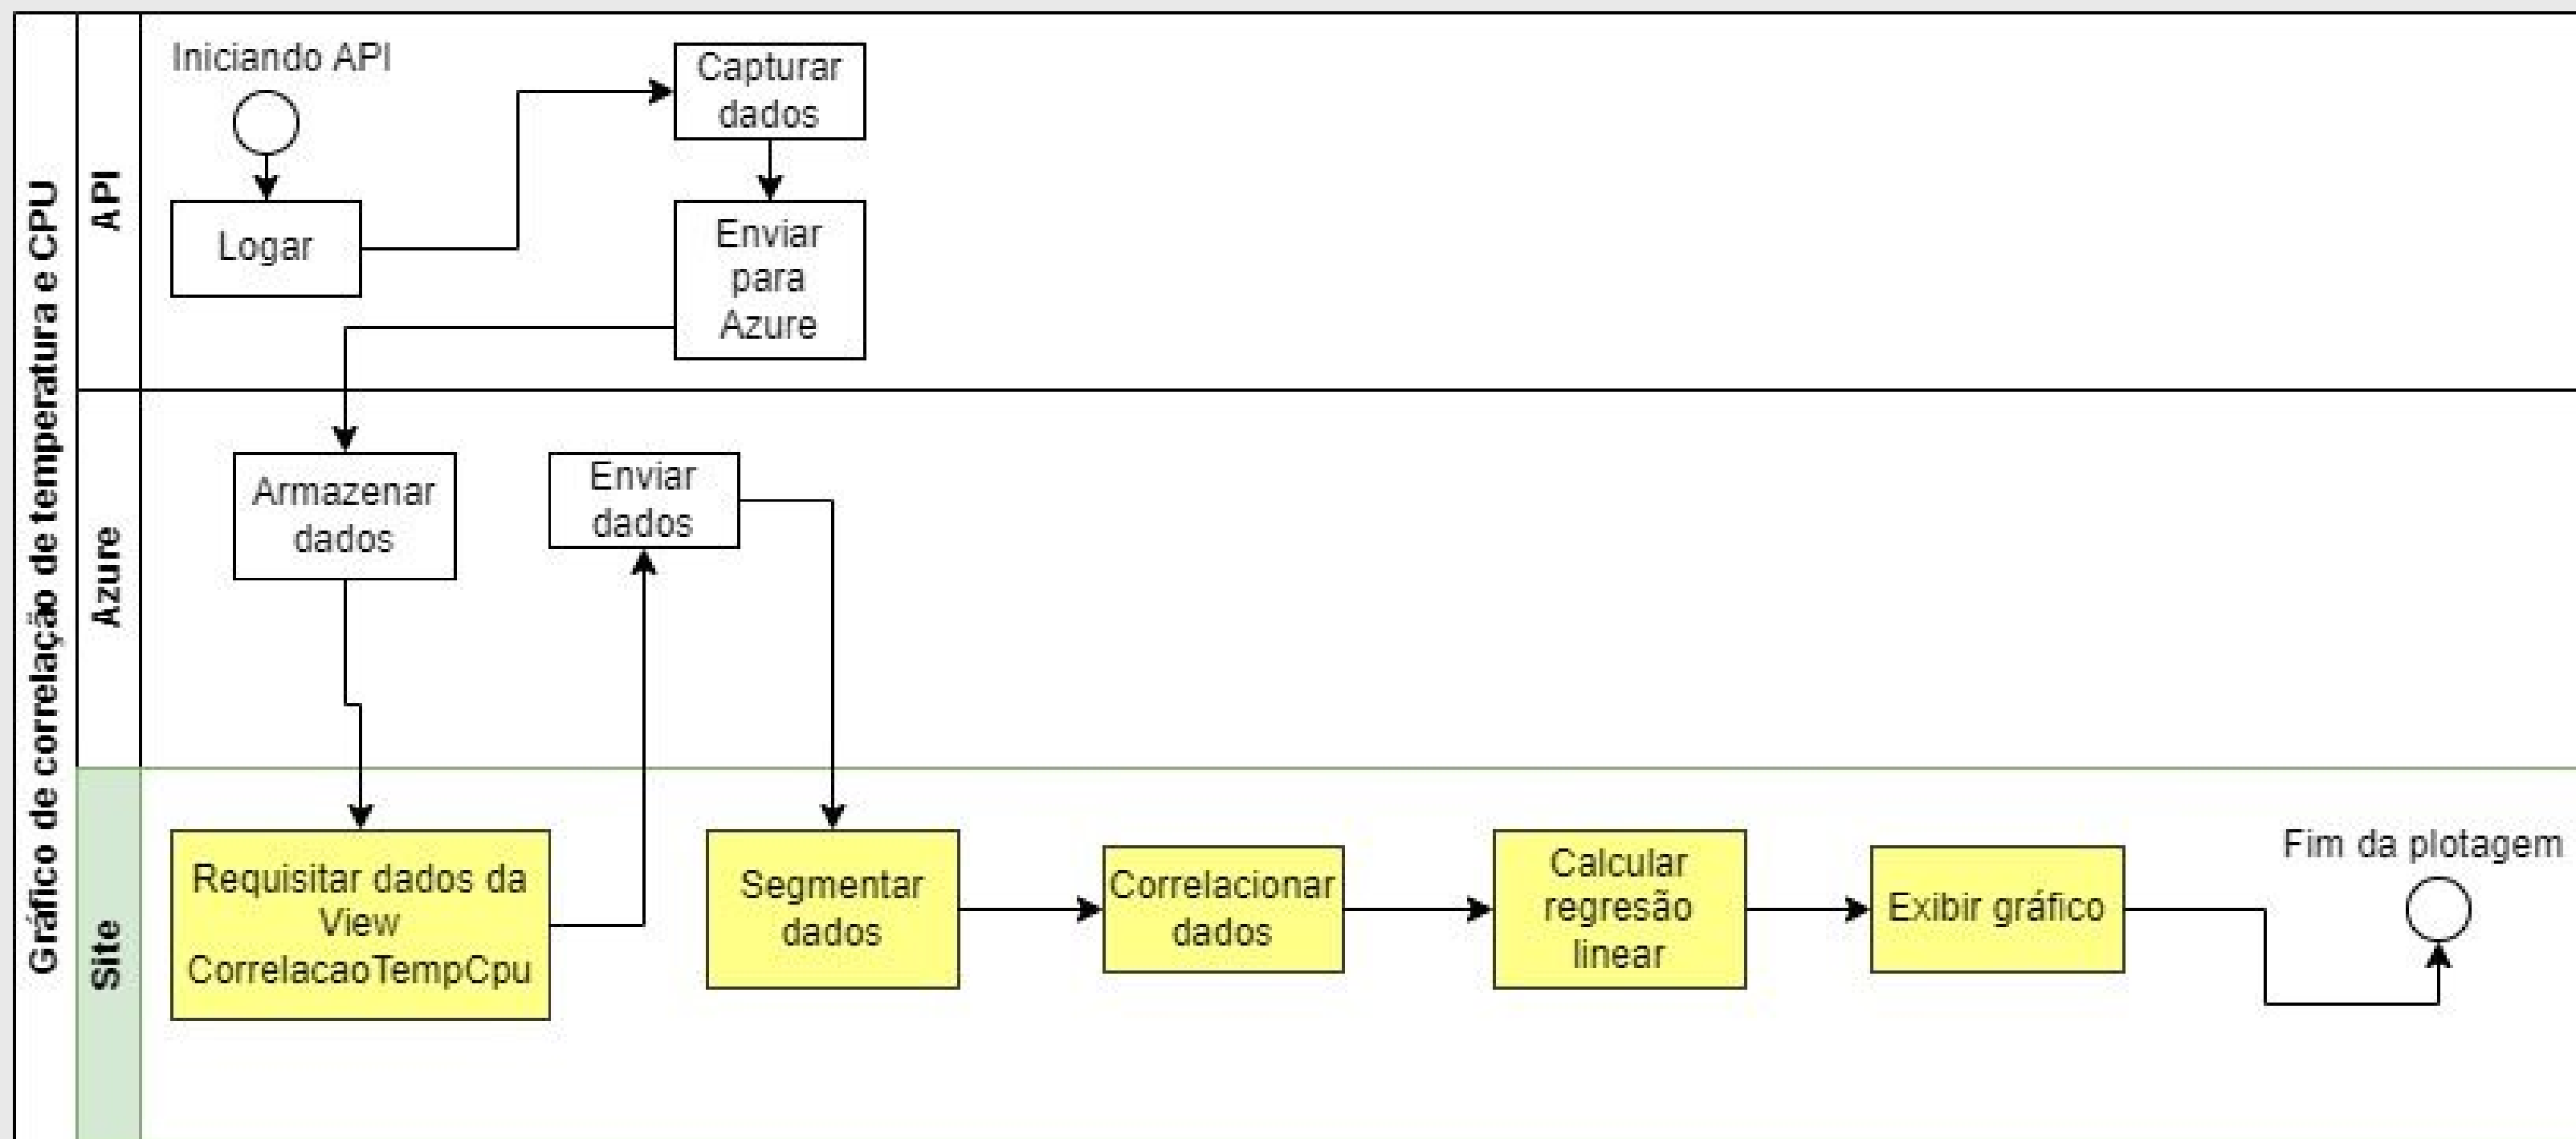 Gráfico de correlação de temperatura e CPU
API
Iniciando API
Logar
Capturar
dados
Enviar
para
Azure
Azure
Armazenar
dados
Enviar
dados
Site
Requisitar dados da
View
CorrelacaoTempCpu
Segmentar
dados
Correlacionar
dados
Calcular
regresão
linear
Exibir gráfico
Fim da plotagem